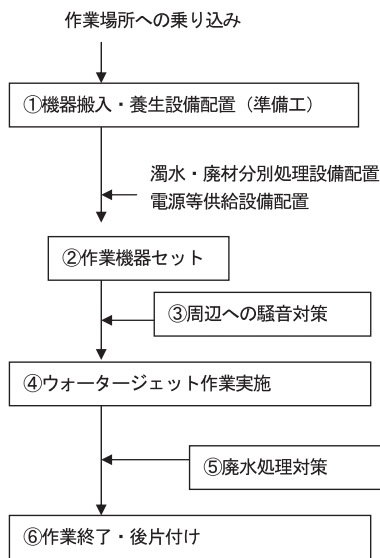 作業場所への乗り込み
①機器搬入・養生設備配置（準備工）
濁水・廃材分別処理設備配置
電源等供給設備配置
②作業機器セット
③周辺への騒音対策
④ウォータージェット作業実施
⑤廃水処理対策
⑥作業終了・後片付け